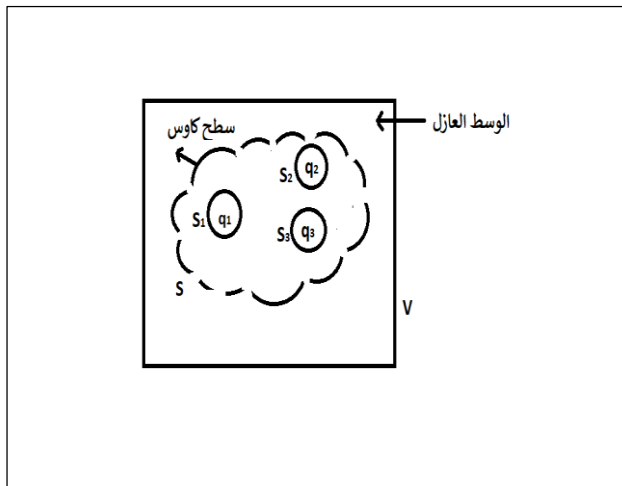 الوسط العازل
سطح كاوس
S₂ q₂
S₁ q₁
S₃ q₃
S
V